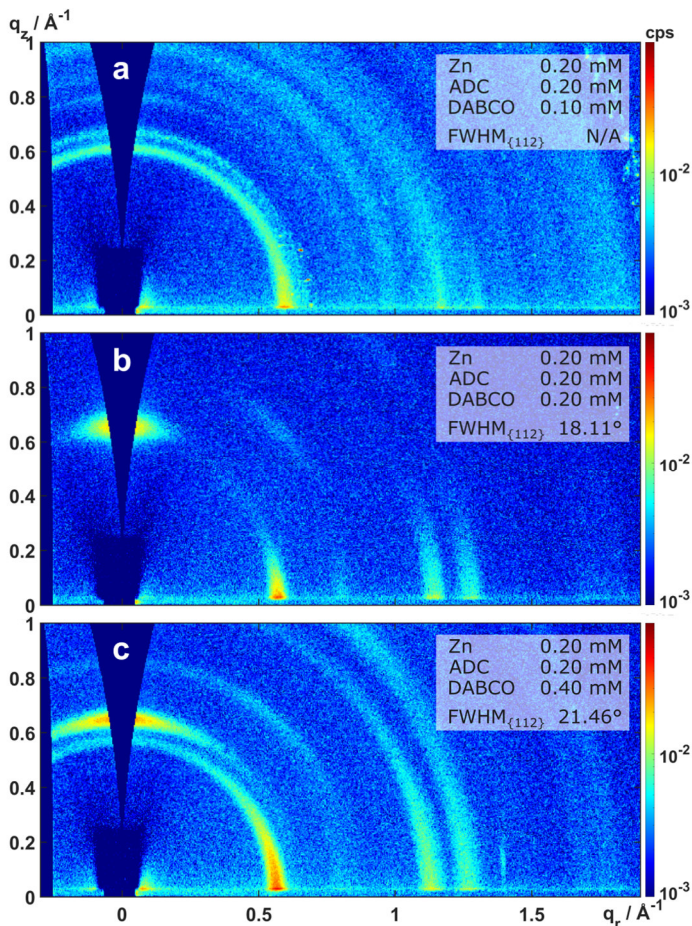 q_z / Å⁻¹
cps
1
0.8
0.6
0.4
0.2
0
a
Zn 0.20 mM
ADC 0.20 mM
DABCO 0.10 mM
FWHM_{112} N/A
10⁻²
10⁻³
1
0.8
0.6
0.4
0.2
0
b
Zn 0.20 mM
ADC 0.20 mM
DABCO 0.20 mM
FWHM_{112} 18.11°
10⁻²
10⁻³
1
0.8
0.6
0.4
0.2
0
c
Zn 0.20 mM
ADC 0.20 mM
DABCO 0.40 mM
FWHM_{112} 21.46°
10⁻²
10⁻³
0 0.5 1 1.5 q_r / Å⁻¹